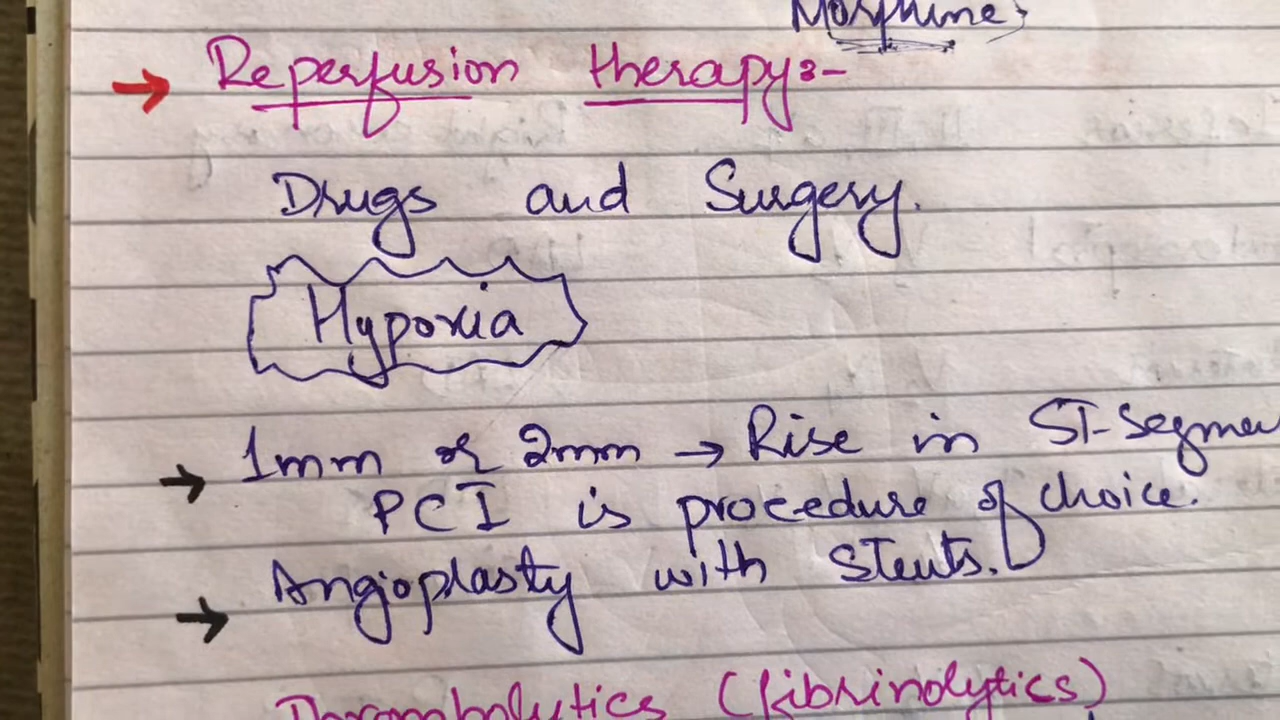 Morphine}
→ Reperfusion therapy:-
Drugs and Surgery.
Hypoxia
→ 1mm or 2mm → Rise in ST-Segmen
PCI is procedure of choice.
→ Angioplasty with Stents.
Thrombolytics (fibrinolytics)